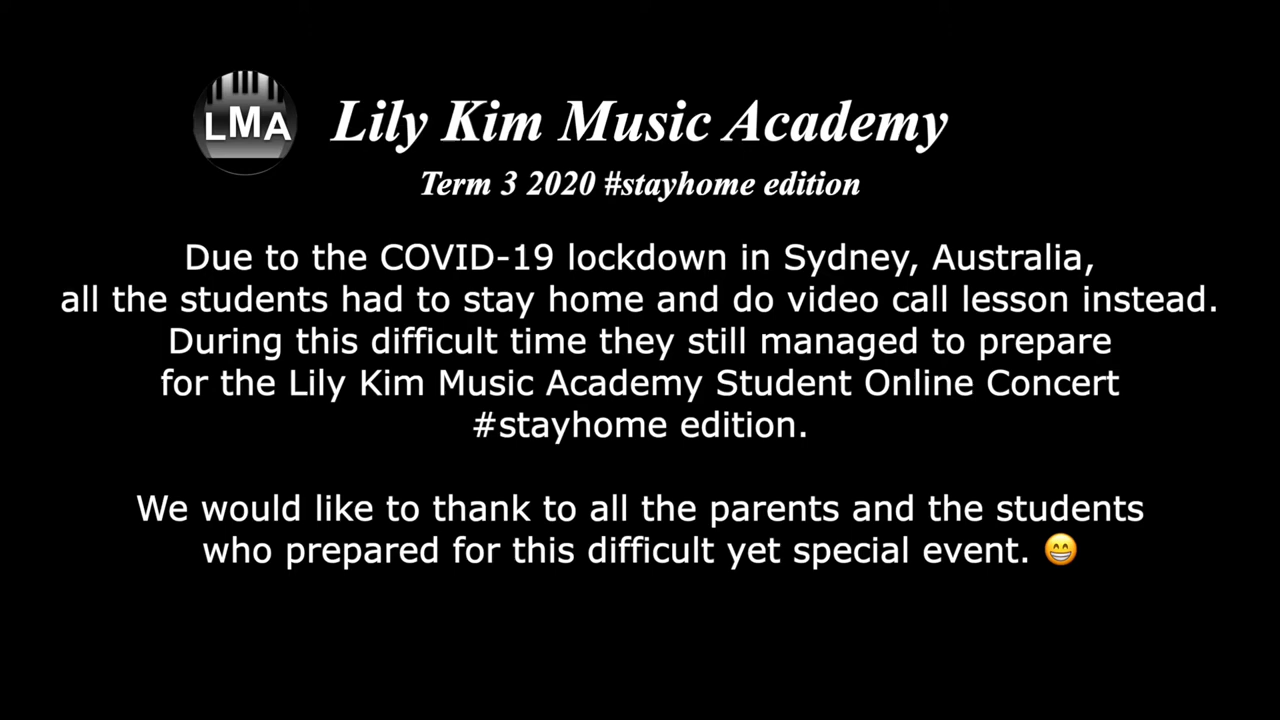 LMA
Lily Kim Music Academy
Term 3 2020 #stayhome edition
Due to the COVID-19 lockdown in Sydney, Australia,
all the students had to stay home and do video call lesson instead.
During this difficult time they still managed to prepare
for the Lily Kim Music Academy Student Online Concert
#stayhome edition.
We would like to thank to all the parents and the students
who prepared for this difficult yet special event. 😁